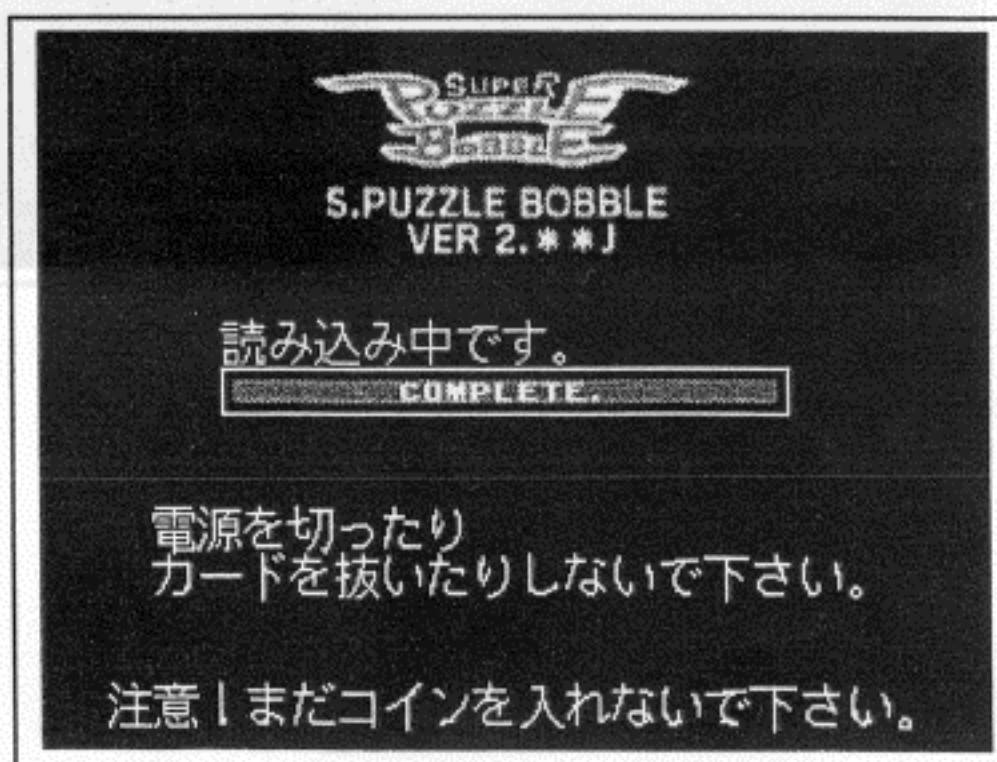 SUPER
PUZZLE
BOBBLE
S.PUZZLE BOBBLE
VER 2.**J
読み込み中です。
COMPLETE.
電源を切ったり
カードを抜いたりしないで下さい。
注意！まだコインを入れないで下さい。